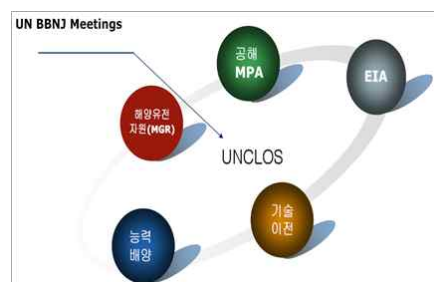 UN BBNJ Meetings
공해
MPA
EIA
해양유전
자원(MGR)
UNCLOS
기술
이전
능력
배양